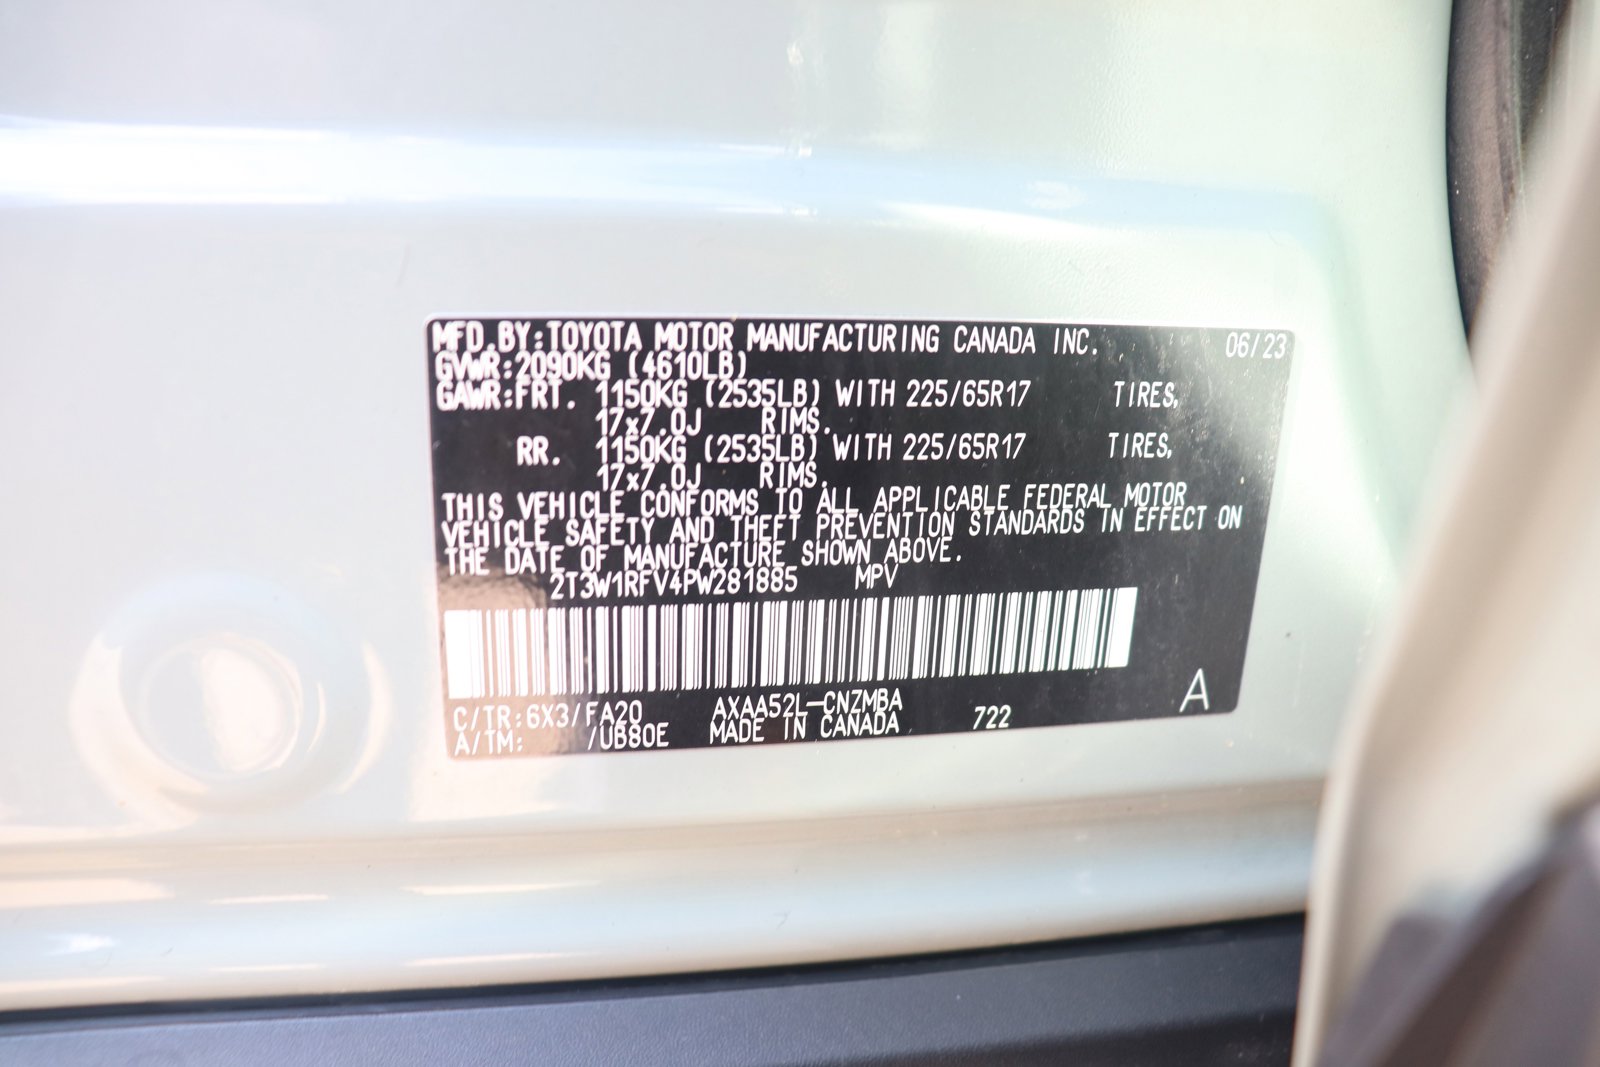 MFD.BY:TOYOTA MOTOR MANUFACTURING CANADA INC. 06/23
GVWR:2090KG (4610LB)
GAWR:FRT. 1150KG (2535LB) WITH 225/65R17 TIRES,
17x7.0J RIMS.
RR. 1150KG (2535LB) WITH 225/65R17 TIRES,
17x7.0J RIMS.
THIS VEHICLE CONFORMS TO ALL APPLICABLE FEDERAL MOTOR
VEHICLE SAFETY AND THEFT PREVENTION STANDARDS IN EFFECT ON
THE DATE OF MANUFACTURE SHOWN ABOVE.
2T3W1RFV4PW281885 MPV
C/TR:6X3/FA20 AXAA52L-CNZMBA
A/TM: /UB80E MADE IN CANADA 722 A